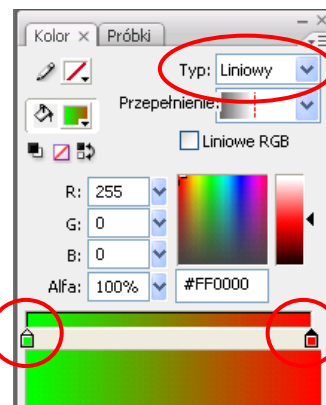 Kolor × Próbki
Typ: Liniowy
Przepełnienie:
Liniowe RGB
R: 255
G: 0
B: 0
Alfa: 100% #FF0000